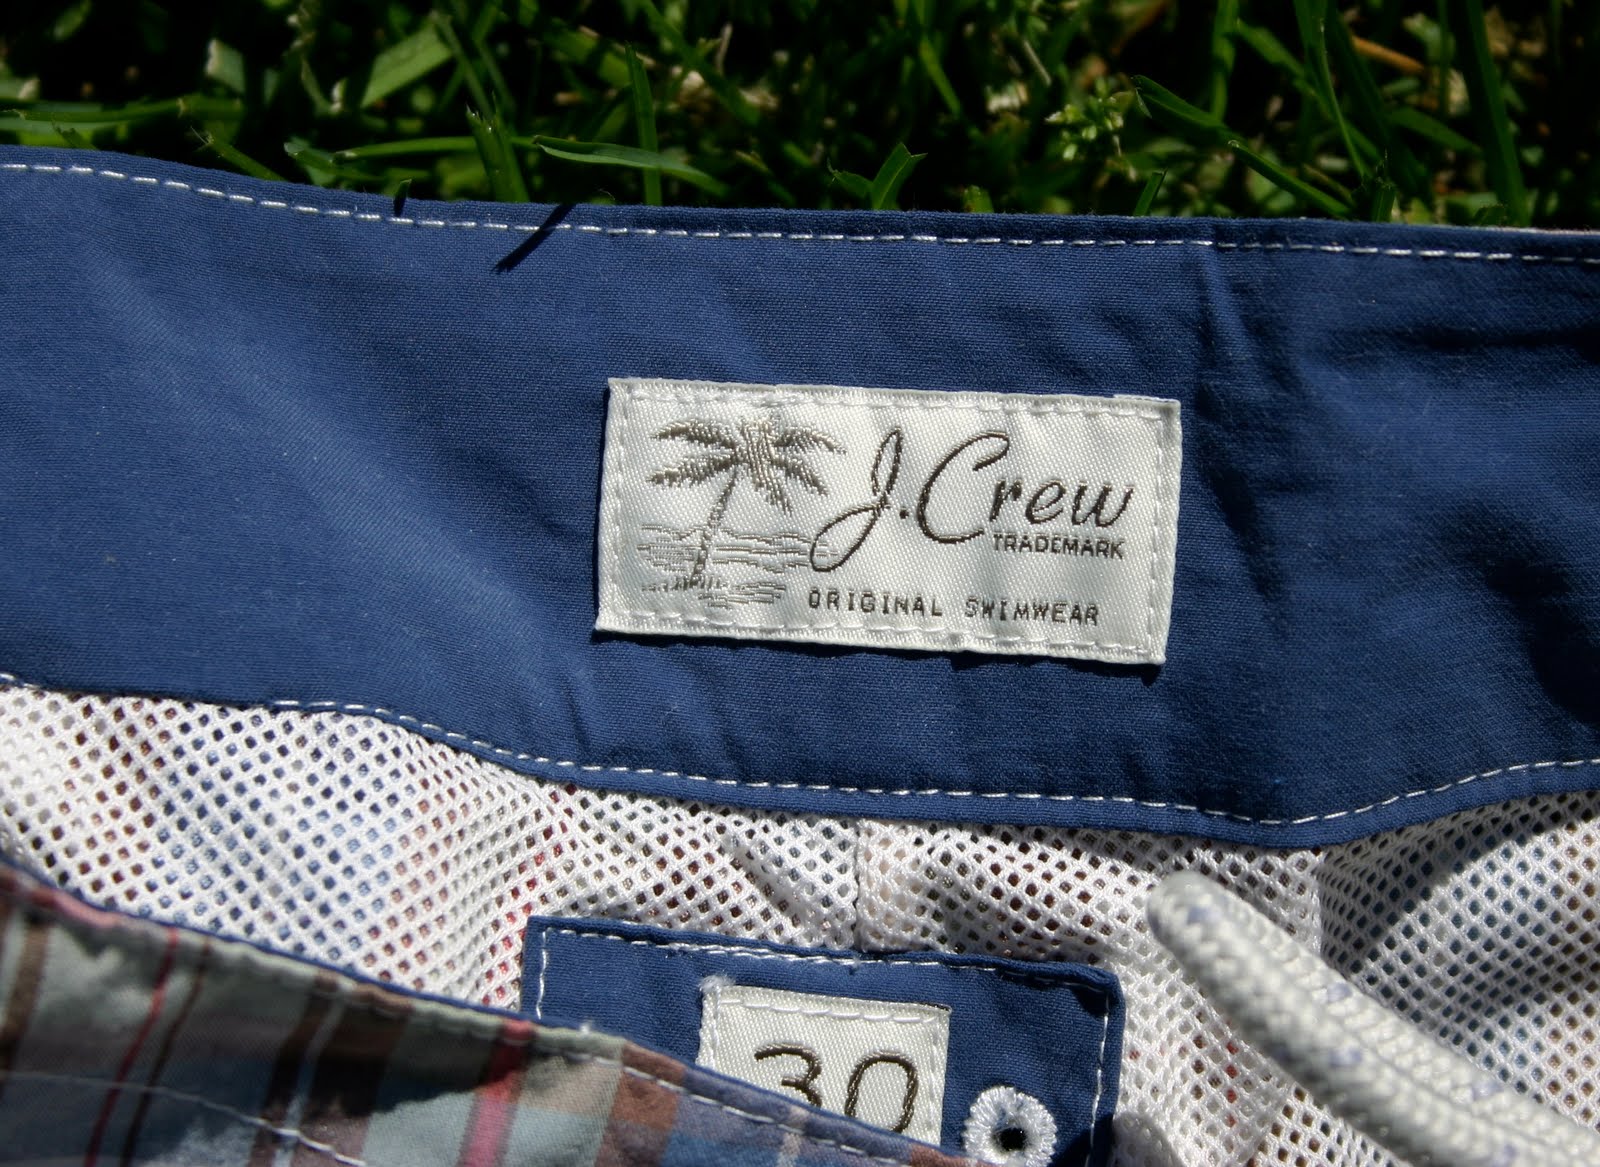 J.Crew
TRADEMARK
ORIGINAL SWIMWEAR
30